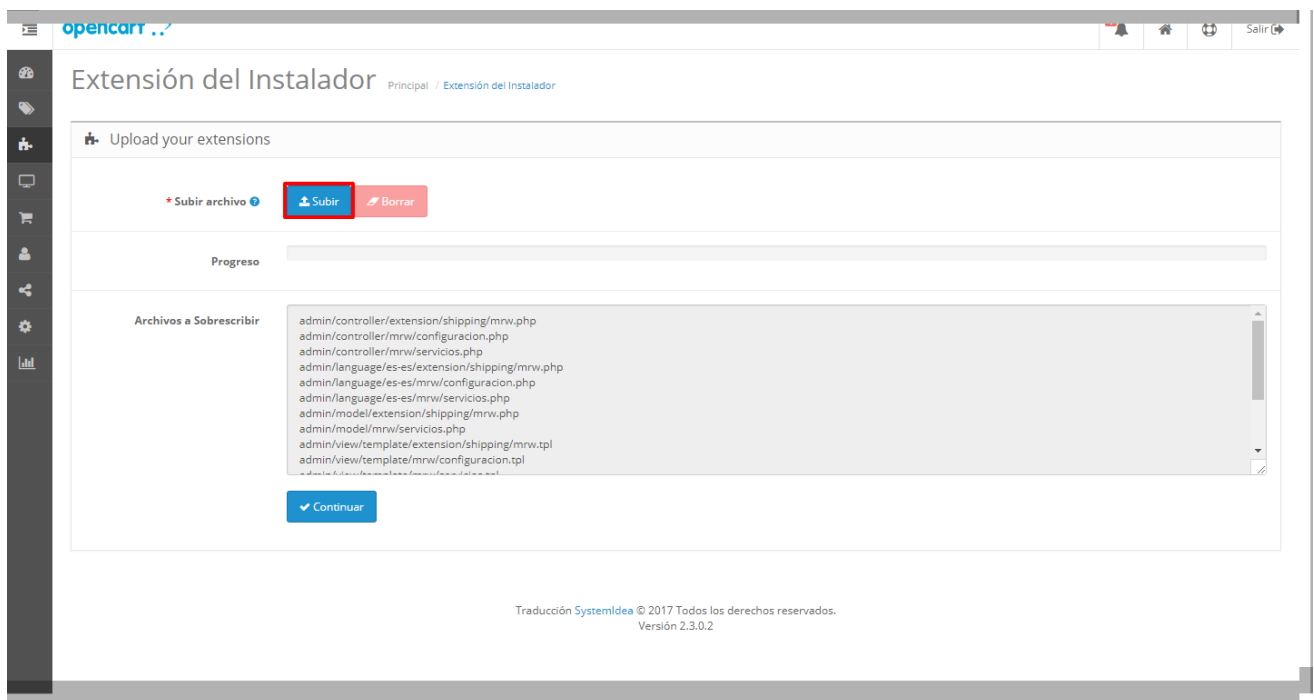 opencart
Salir
Extensión del Instalador
Principal / Extensión del Instalador
Upload your extensions
* Subir archivo
Subir
Borrar
Progreso
Archivos a Sobrescribir
admin/controller/extension/shipping/mrw.php
admin/controller/mrw/configuracion.php
admin/controller/mrw/servicios.php
admin/language/es-es/extension/shipping/mrw.php
admin/language/es-es/mrw/configuracion.php
admin/language/es-es/mrw/servicios.php
admin/model/extension/shipping/mrw.php
admin/model/mrw/servicios.php
admin/view/template/extension/shipping/mrw.tpl
admin/view/template/mrw/configuracion.tpl
Continuar
Traducción SystemIdea © 2017 Todos los derechos reservados.
Versión 2.3.0.2